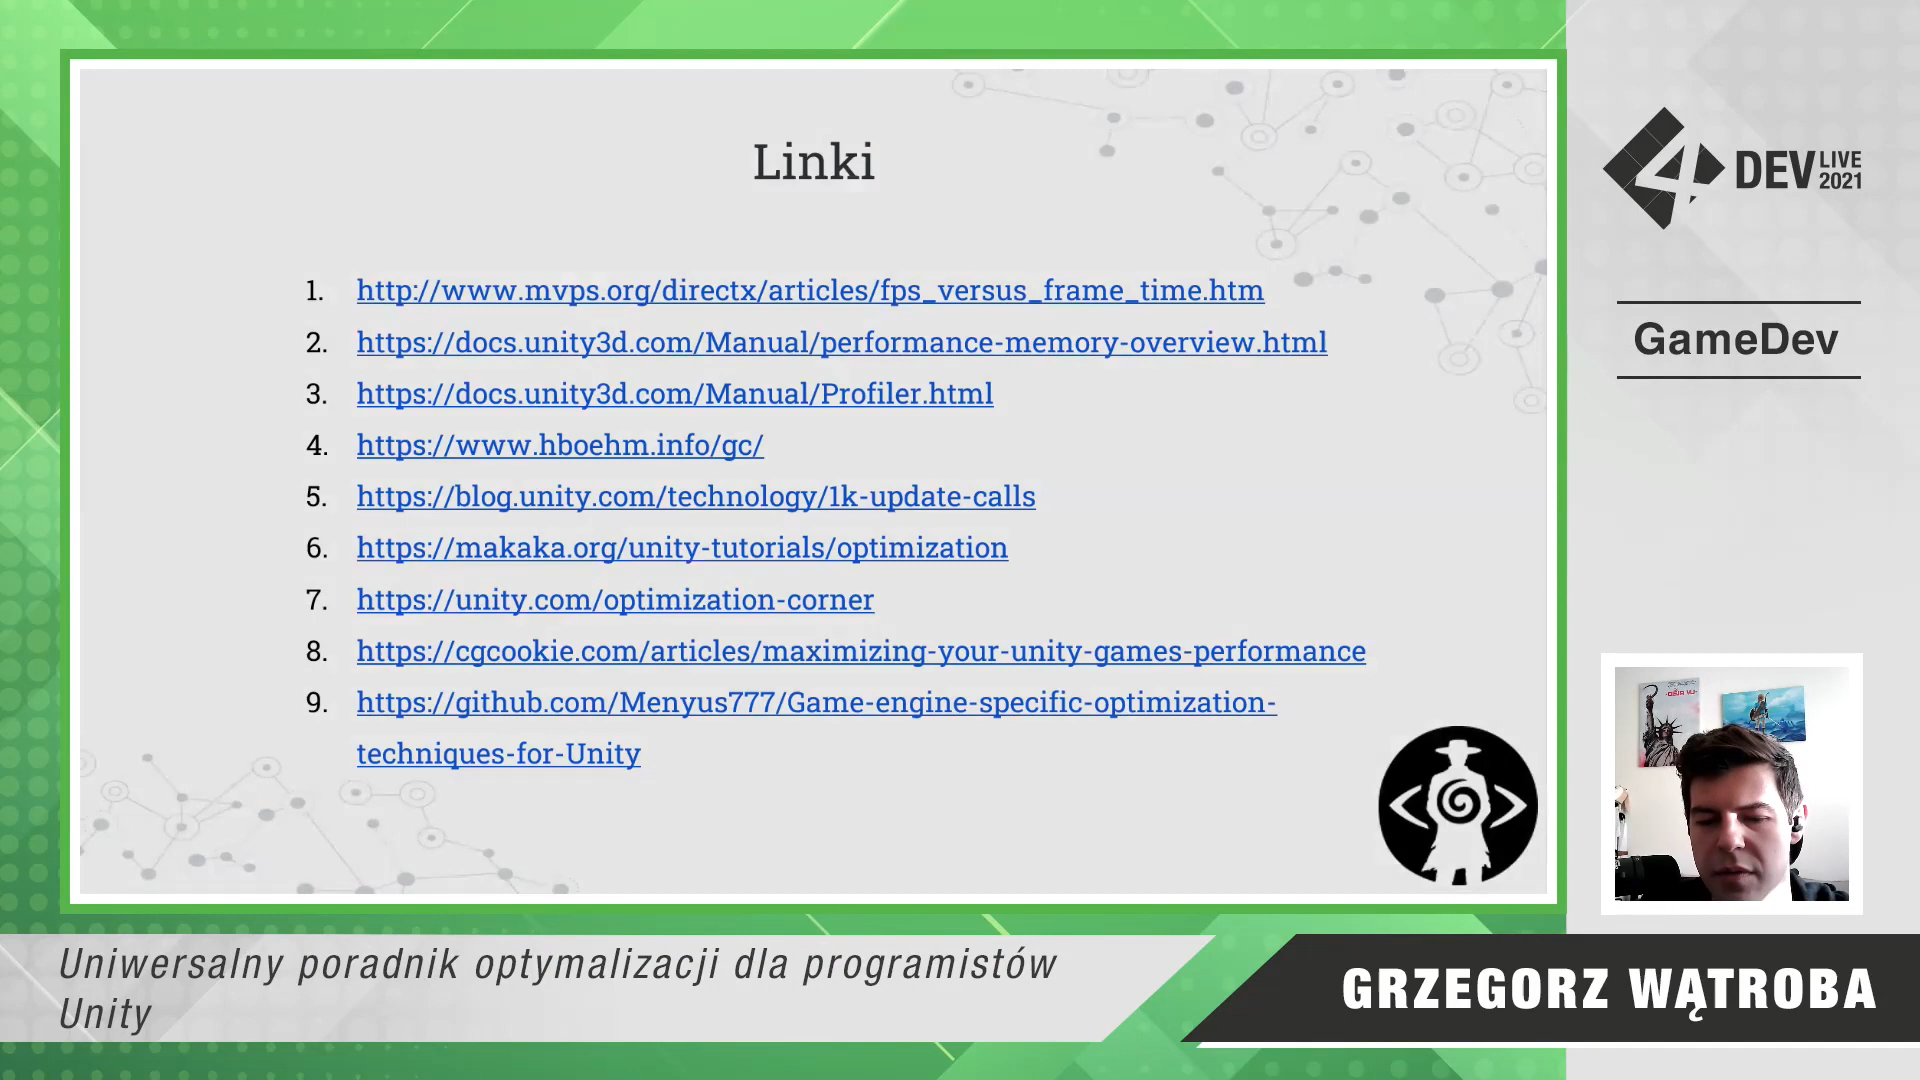 Linki
1. http://www.mvps.org/directx/articles/fps_versus_frame_time.htm
2. https://docs.unity3d.com/Manual/performance-memory-overview.html
3. https://docs.unity3d.com/Manual/Profiler.html
4. https://www.hboehm.info/gc/
5. https://blog.unity.com/technology/1k-update-calls
6. https://makaka.org/unity-tutorials/optimization
7. https://unity.com/optimization-corner
8. https://cgcookie.com/articles/maximizing-your-unity-games-performance
9. https://github.com/Menyus777/Game-engine-specific-optimization-
techniques-for-Unity
4 DEV LIVE
2021
GameDev
Uniwersalny poradnik optymalizacji dla programistów
Unity
GRZEGORZ WĄTROBA